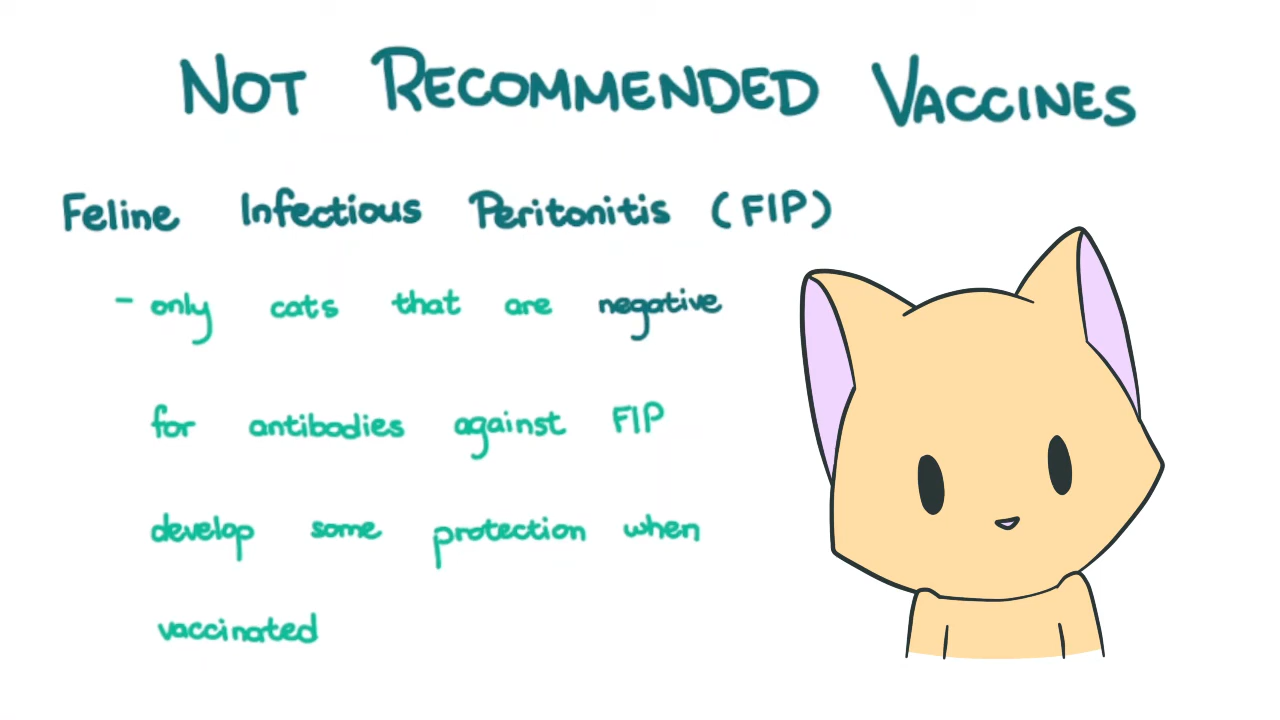 Not Recommended Vaccines
Feline Infectious Peritonitis (FIP)
- only cats that are negative
for antibodies against FIP
develop some protection when
vaccinated